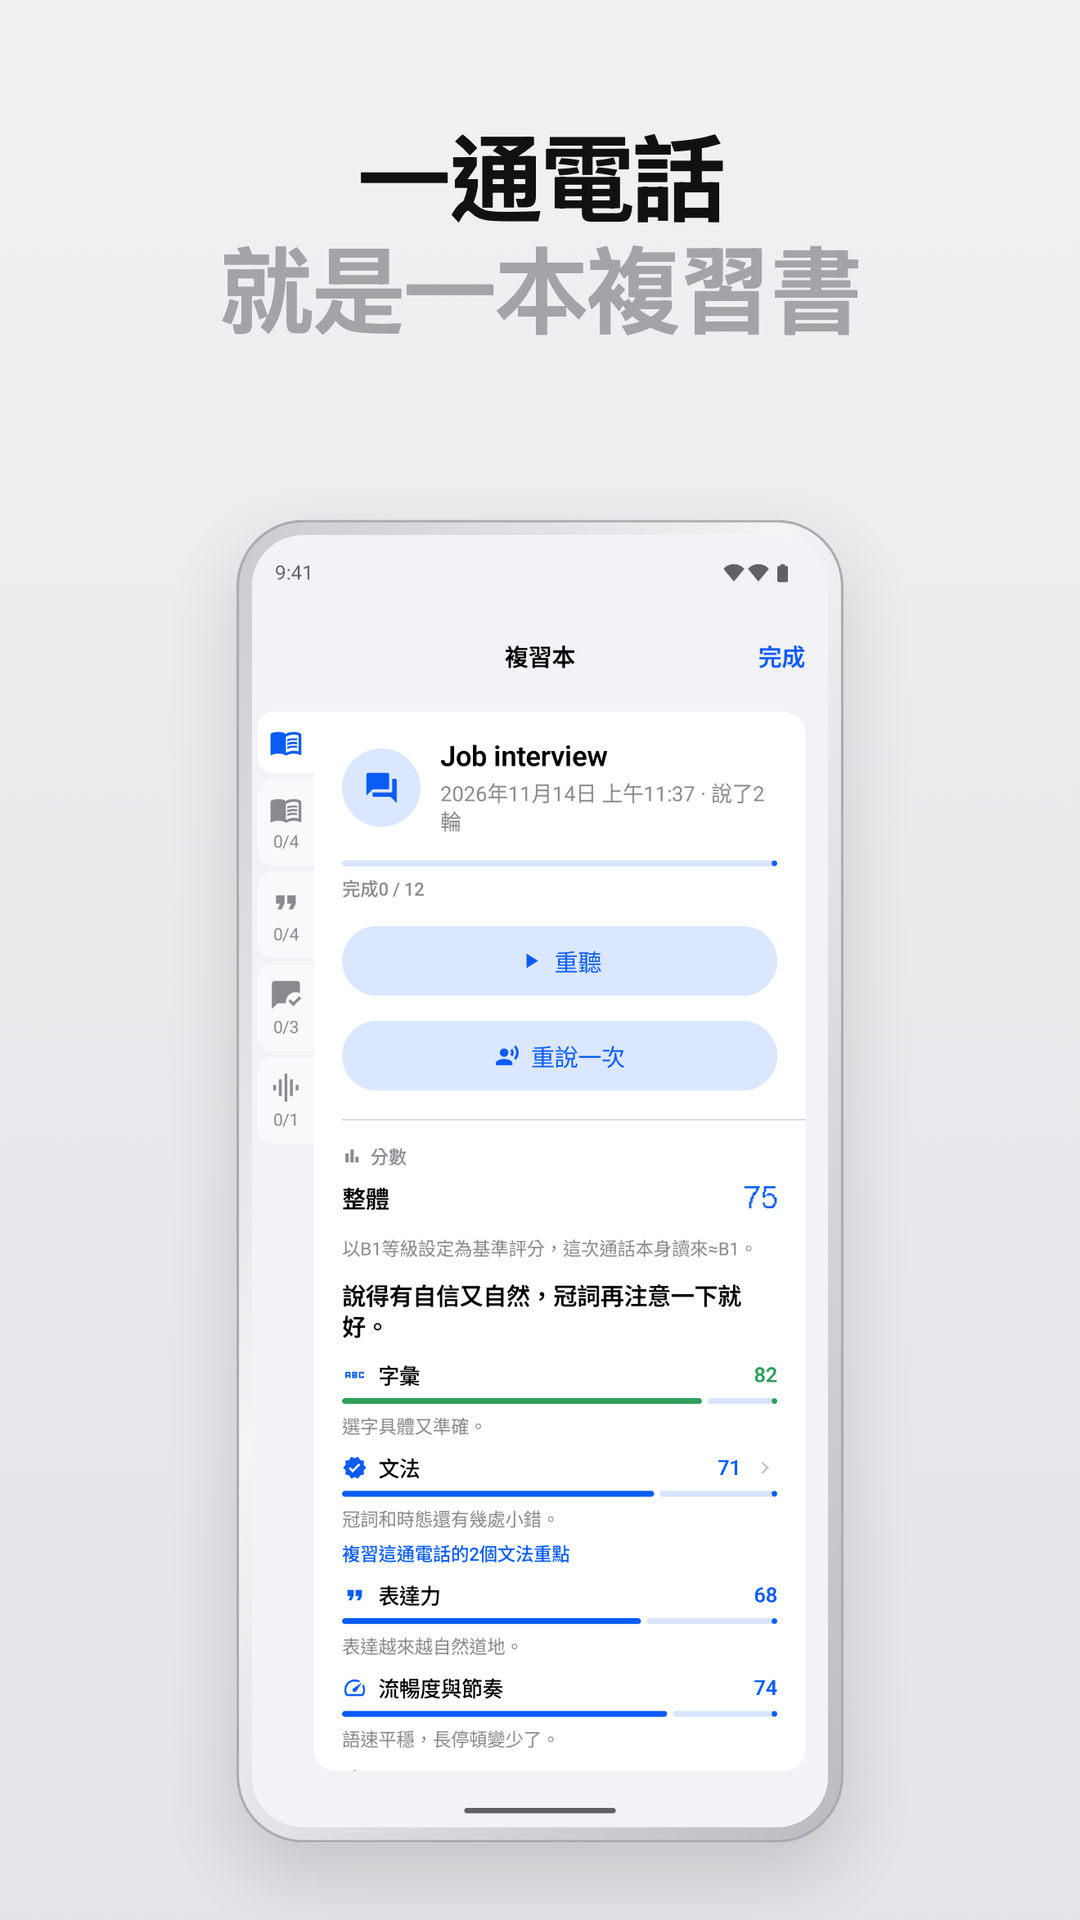 一通電話
就是一本複習書
9:41
複習本
完成
Job interview
2026年11月14日 上午11:37 · 說了2
輪
完成0 / 12
0/4
0/4
0/3
0/1
重聽
重說一次
分數
整體
75
以B1等級設定為基準評分，這次通話本身讀來≈B1。
說得有自信又自然，冠詞再注意一下就
好。
ABC 字彙
82
選字具體又準確。
文法
71
冠詞和時態還有幾處小錯。
複習這通電話的2個文法重點
表達力
68
表達越來越自然道地。
流暢度與節奏
74
語速平穩，長停頓變少了。